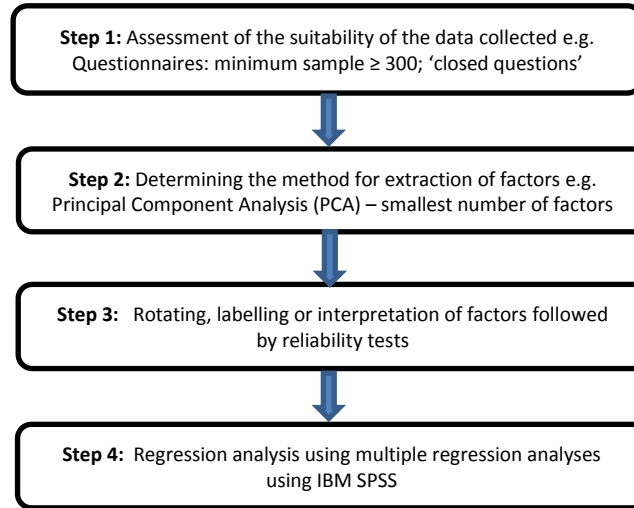 Step 1: Assessment of the suitability of the data collected e.g.
Questionnaires: minimum sample ≥ 300; ‘closed questions’
Step 2: Determining the method for extraction of factors e.g.
Principal Component Analysis (PCA) – smallest number of factors
Step 3: Rotating, labelling or interpretation of factors followed
by reliability tests
Step 4: Regression analysis using multiple regression analyses
using IBM SPSS